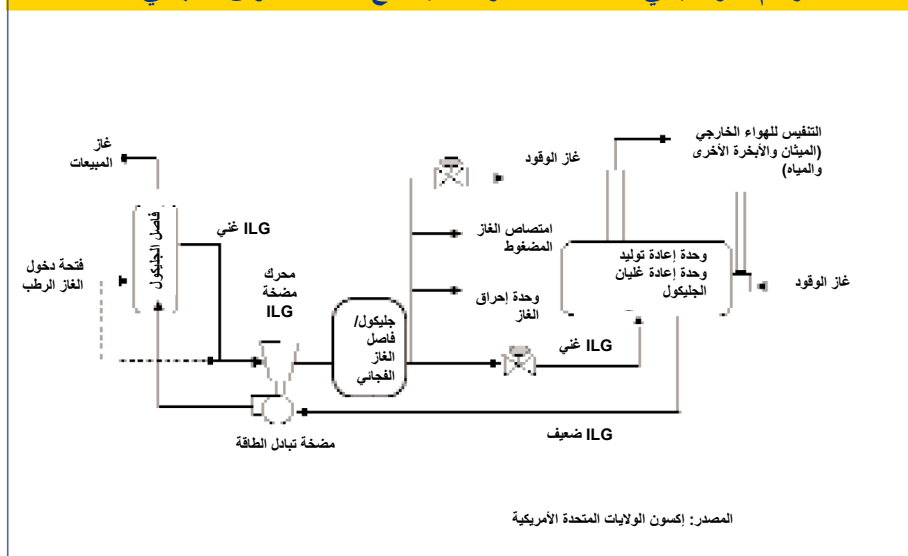 غاز
المبيعات
فاصل الجليكول
ILG غني
فتحة دخول
الغاز الرطب
محرك
مضخة
ILG
جليكول/
فاصل
الغاز
الفجائي
مضخة تبادل الطاقة
غاز الوقود
امتصاص الغاز
المضغوط
وحدة إحراق
الغاز
ILG غني
ILG ضعيف
التنفيس للهواء الخارجي
(الميثان والأبخرة الأخرى
والمياه)
وحدة إعادة توليد
وحدة إعادة غليان
الجليكول
غاز الوقود
المصدر: إكسون الولايات المتحدة الأمريكية